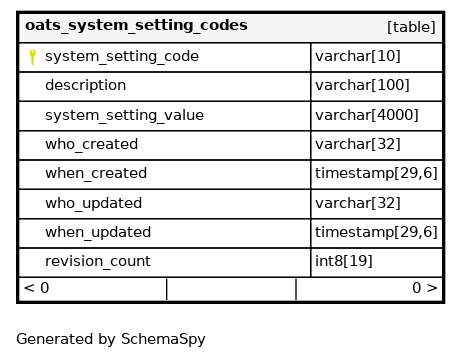 oats_system_setting_codes [table]
system_setting_code varchar[10]
description varchar[100]
system_setting_value varchar[4000]
who_created varchar[32]
when_created timestamp[29,6]
who_updated varchar[32]
when_updated timestamp[29,6]
revision_count int8[19]
< 0 0 >
Generated by SchemaSpy